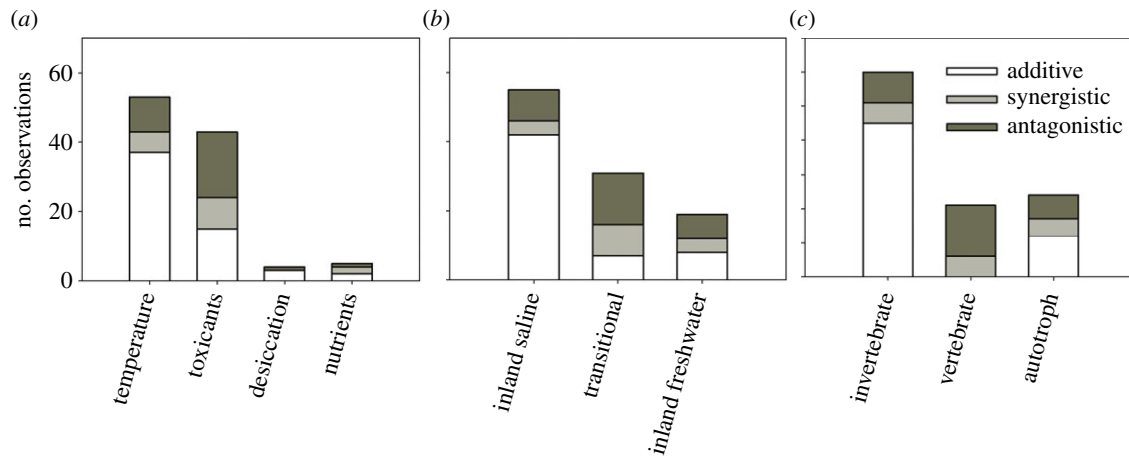 (a)
(b)
(c)
no. observations
60
40
20
0
temperature
toxicants
desiccation
nutrients
inland saline
transitional
inland freshwater
additive
synergistic
antagonistic
invertebrate
vertebrate
autotroph